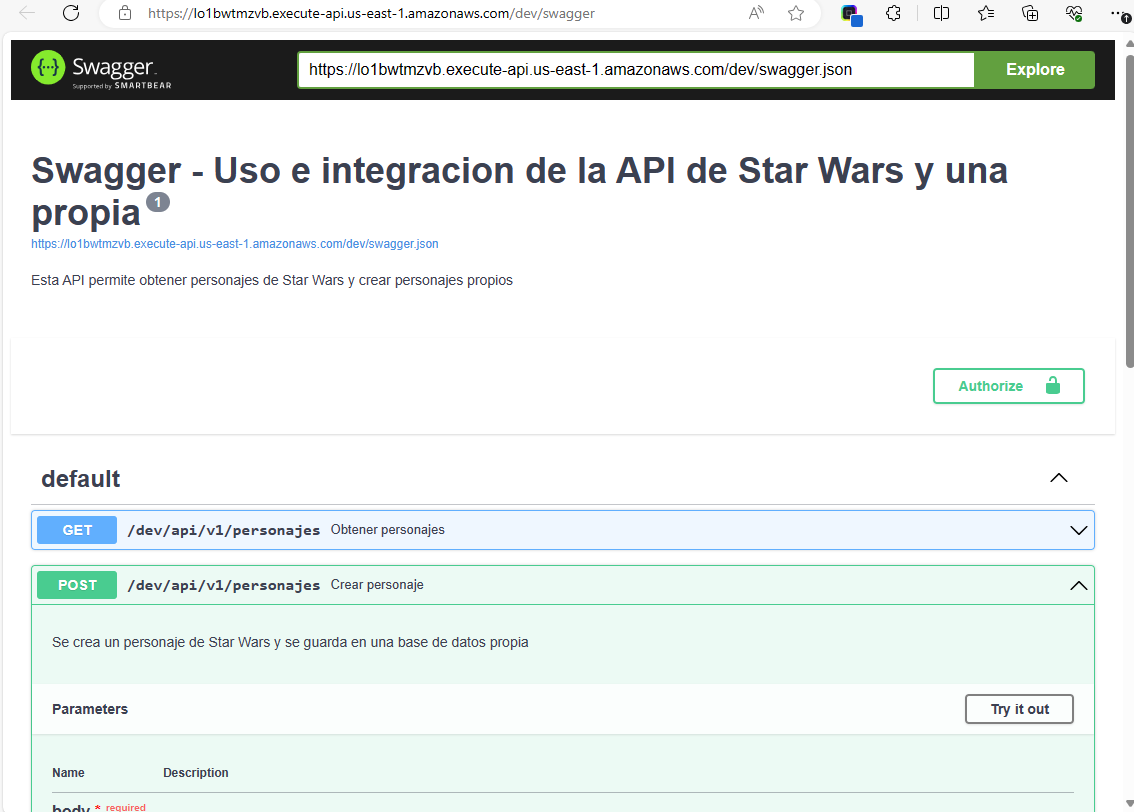 https://lo1bwtmzvb.execute-api.us-east-1.amazonaws.com/dev/swagger
Swagger.
Supported by SMARTBEAR
https://lo1bwtmzvb.execute-api.us-east-1.amazonaws.com/dev/swagger.json
Explore
Swagger - Uso e integracion de la API de Star Wars y una
propia 1
https://lo1bwtmzvb.execute-api.us-east-1.amazonaws.com/dev/swagger.json
Esta API permite obtener personajes de Star Wars y crear personajes propios
Authorize
default
GET /dev/api/v1/personajes Obtener personajes
POST /dev/api/v1/personajes Crear personaje
Se crea un personaje de Star Wars y se guarda en una base de datos propia
Parameters Try it out
Name Description
body * required